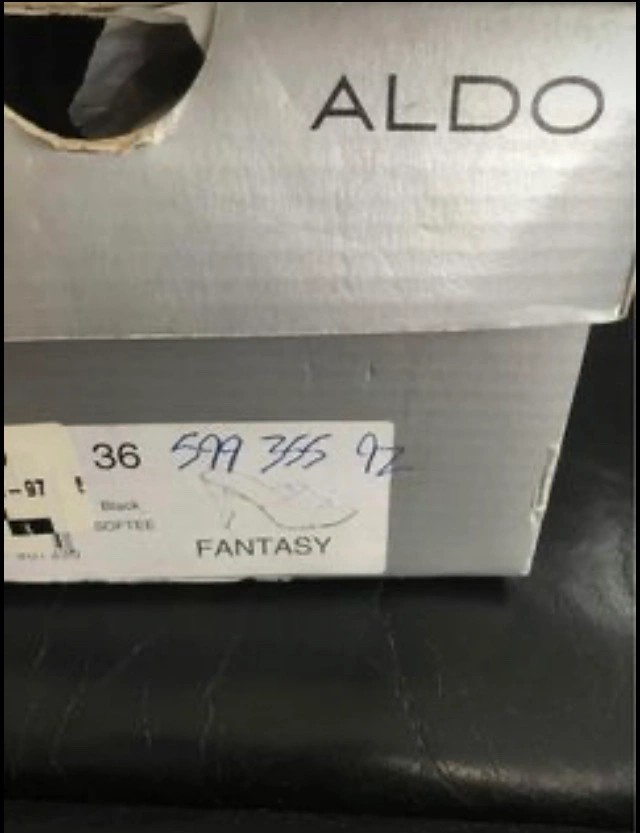 ALDO
36 599 355 92
-97
Black
SOFTEE
FANTASY